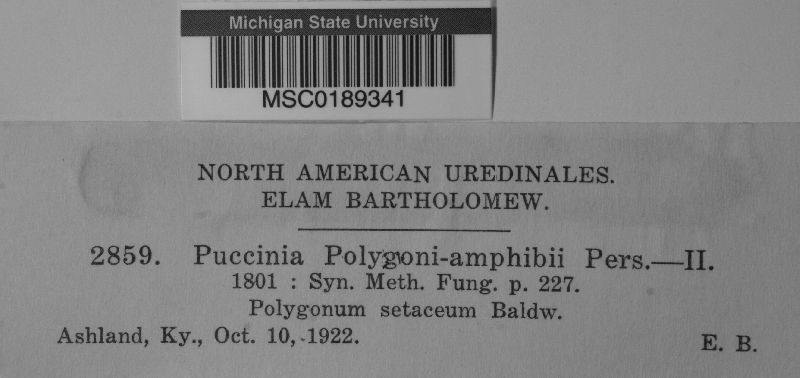 Michigan State University
MSC0189341
NORTH AMERICAN UREDINALES.
ELAM BARTHOLOMEW.
2859. Puccinia Polygoni-amphibii Pers.—II.
1801 : Syn. Meth. Fung. p. 227.
Polygonum setaceum Baldw.
Ashland, Ky., Oct. 10, 1922. E. B.